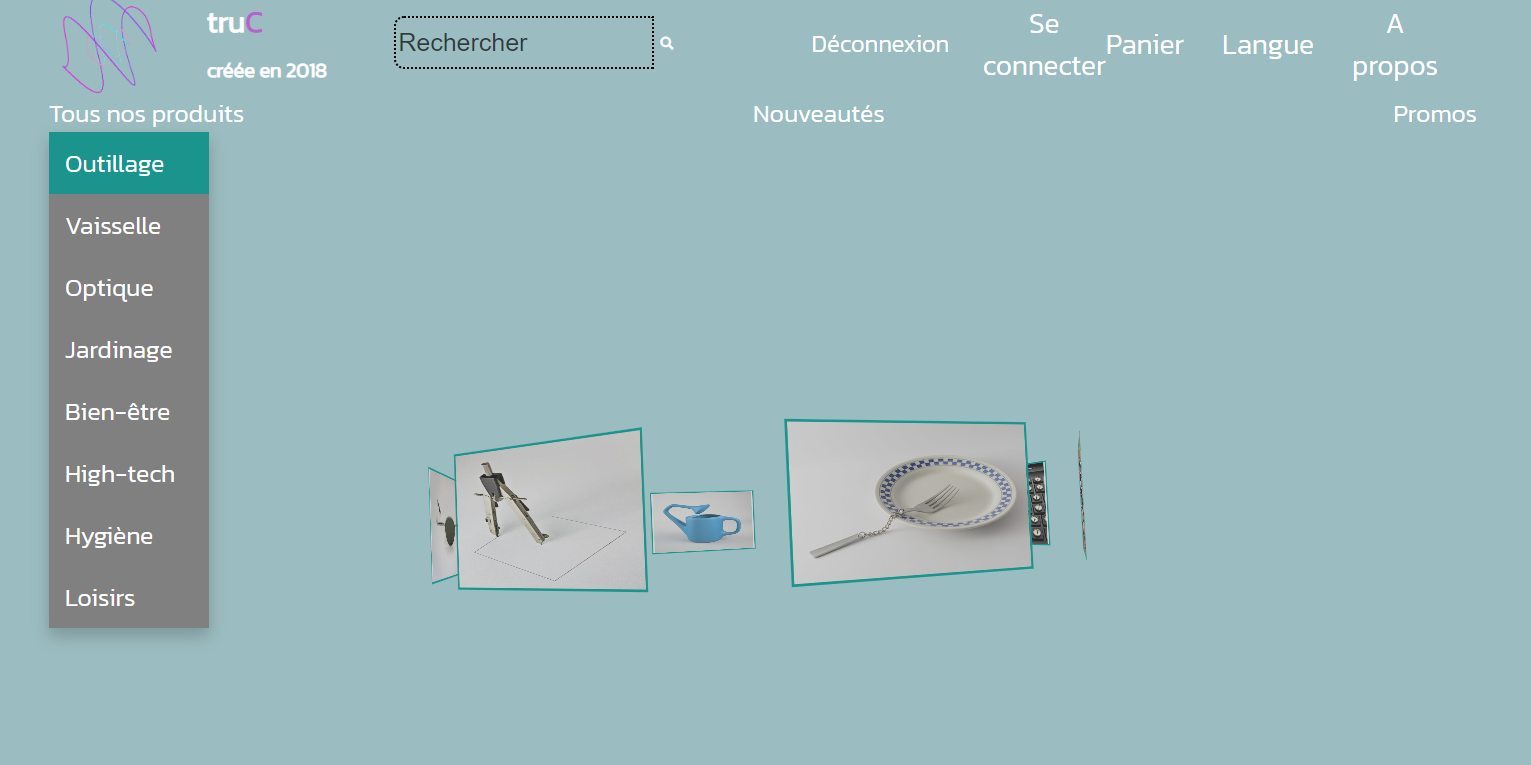 truC
créée en 2018
Rechercher
Déconnexion
Se
connecter
Panier
Langue
A
propos
Tous nos produits
Nouveautés
Promos
Outillage
Vaisselle
Optique
Jardinage
Bien-être
High-tech
Hygiène
Loisirs